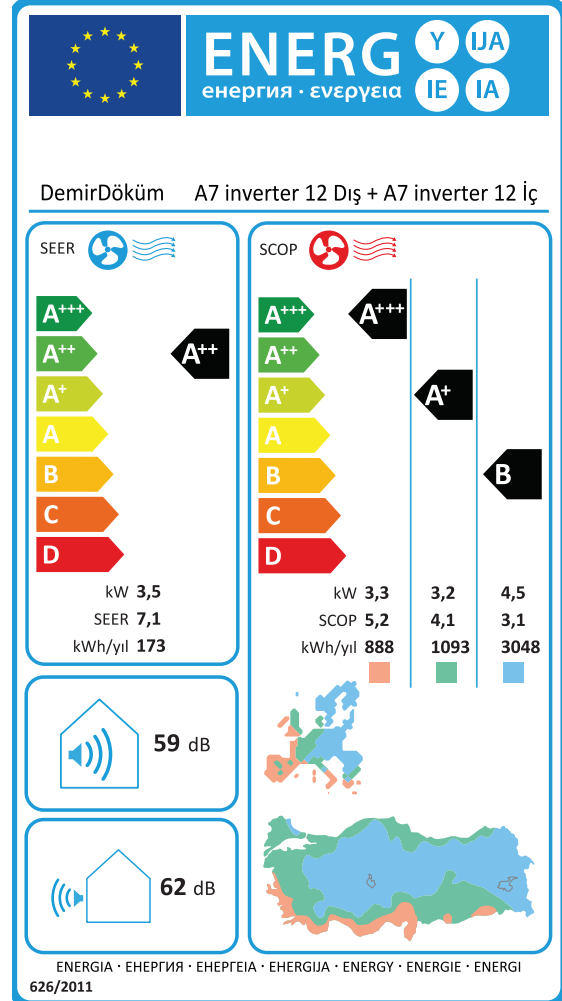 ENERG
енергия · ενεργεια
Y
IJA
IE
IA
DemirDöküm A7 inverter 12 Dış + A7 inverter 12 İç
SEER
A+++
A++
A+
A
B
C
D
A++
kW 3,5
SEER 7,1
kWh/yıl 173
SCOP
A+++
A++
A+
A
B
C
D
A+++
A+
B
kW 3,3 3,2 4,5
SCOP 5,2 4,1 3,1
kWh/yıl 888 1093 3048
59 dB
62 dB
ENERGIA · ЕНЕРГИЯ · ΕΝΕΡΓΕΙΑ · ENERGIJA · ENERGY · ENERGIE · ENERGI
626/2011